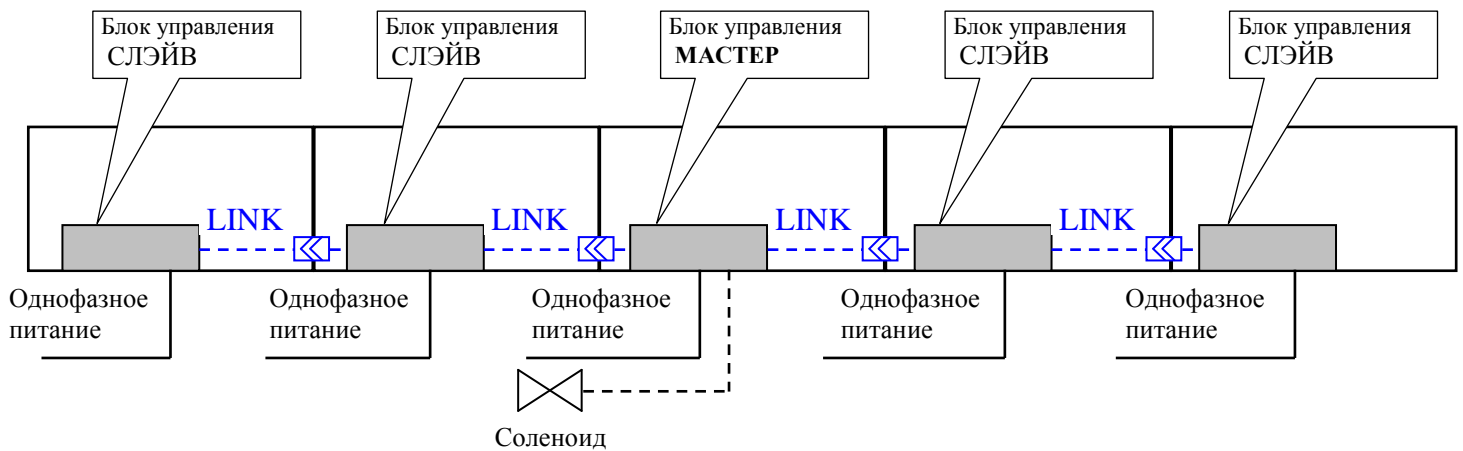 Блок управления
СЛЭЙВ
Блок управления
СЛЭЙВ
Блок управления
МАСТЕР
Блок управления
СЛЭЙВ
Блок управления
СЛЭЙВ
LINK
LINK
LINK
LINK
Однофазное
питание
Однофазное
питание
Однофазное
питание
Однофазное
питание
Однофазное
питание
Соленоид